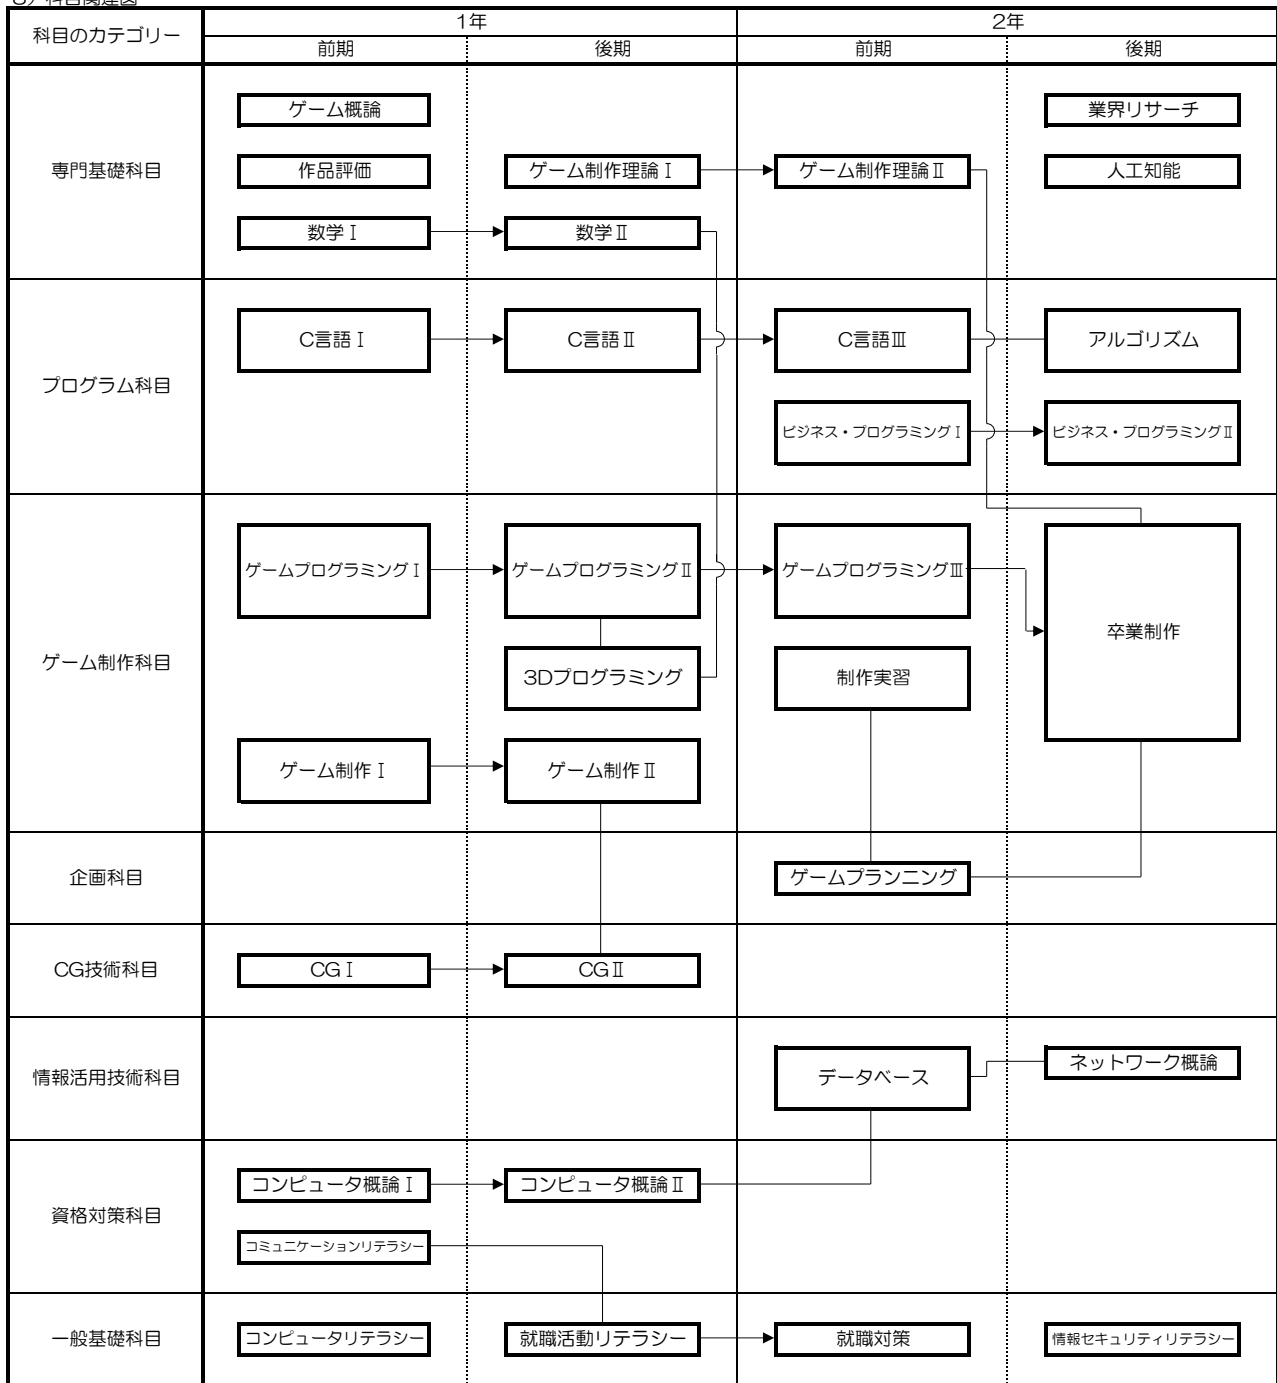 科目のカテゴリー
1年
2年
前期
後期
前期
後期
専門基礎科目
ゲーム概論
業界リサーチ
作品評価
ゲーム制作理論Ⅰ
ゲーム制作理論Ⅱ
人工知能
数学Ⅰ
数学Ⅱ
プログラム科目
C言語Ⅰ
C言語Ⅱ
C言語Ⅲ
アルゴリズム
ビジネス・プログラミングⅠ
ビジネス・プログラミングⅡ
ゲーム制作科目
ゲームプログラミングⅠ
ゲームプログラミングⅡ
ゲームプログラミングⅢ
卒業制作
3Dプログラミング
制作実習
ゲーム制作Ⅰ
ゲーム制作Ⅱ
企画科目
ゲームプランニング
CG技術科目
CGⅠ
CGⅡ
情報活用技術科目
データベース
ネットワーク概論
資格対策科目
コンピュータ概論Ⅰ
コンピュータ概論Ⅱ
コミュニケーションリテラシー
一般基礎科目
コンピュータリテラシー
就職活動リテラシー
就職対策
情報セキュリティリテラシー